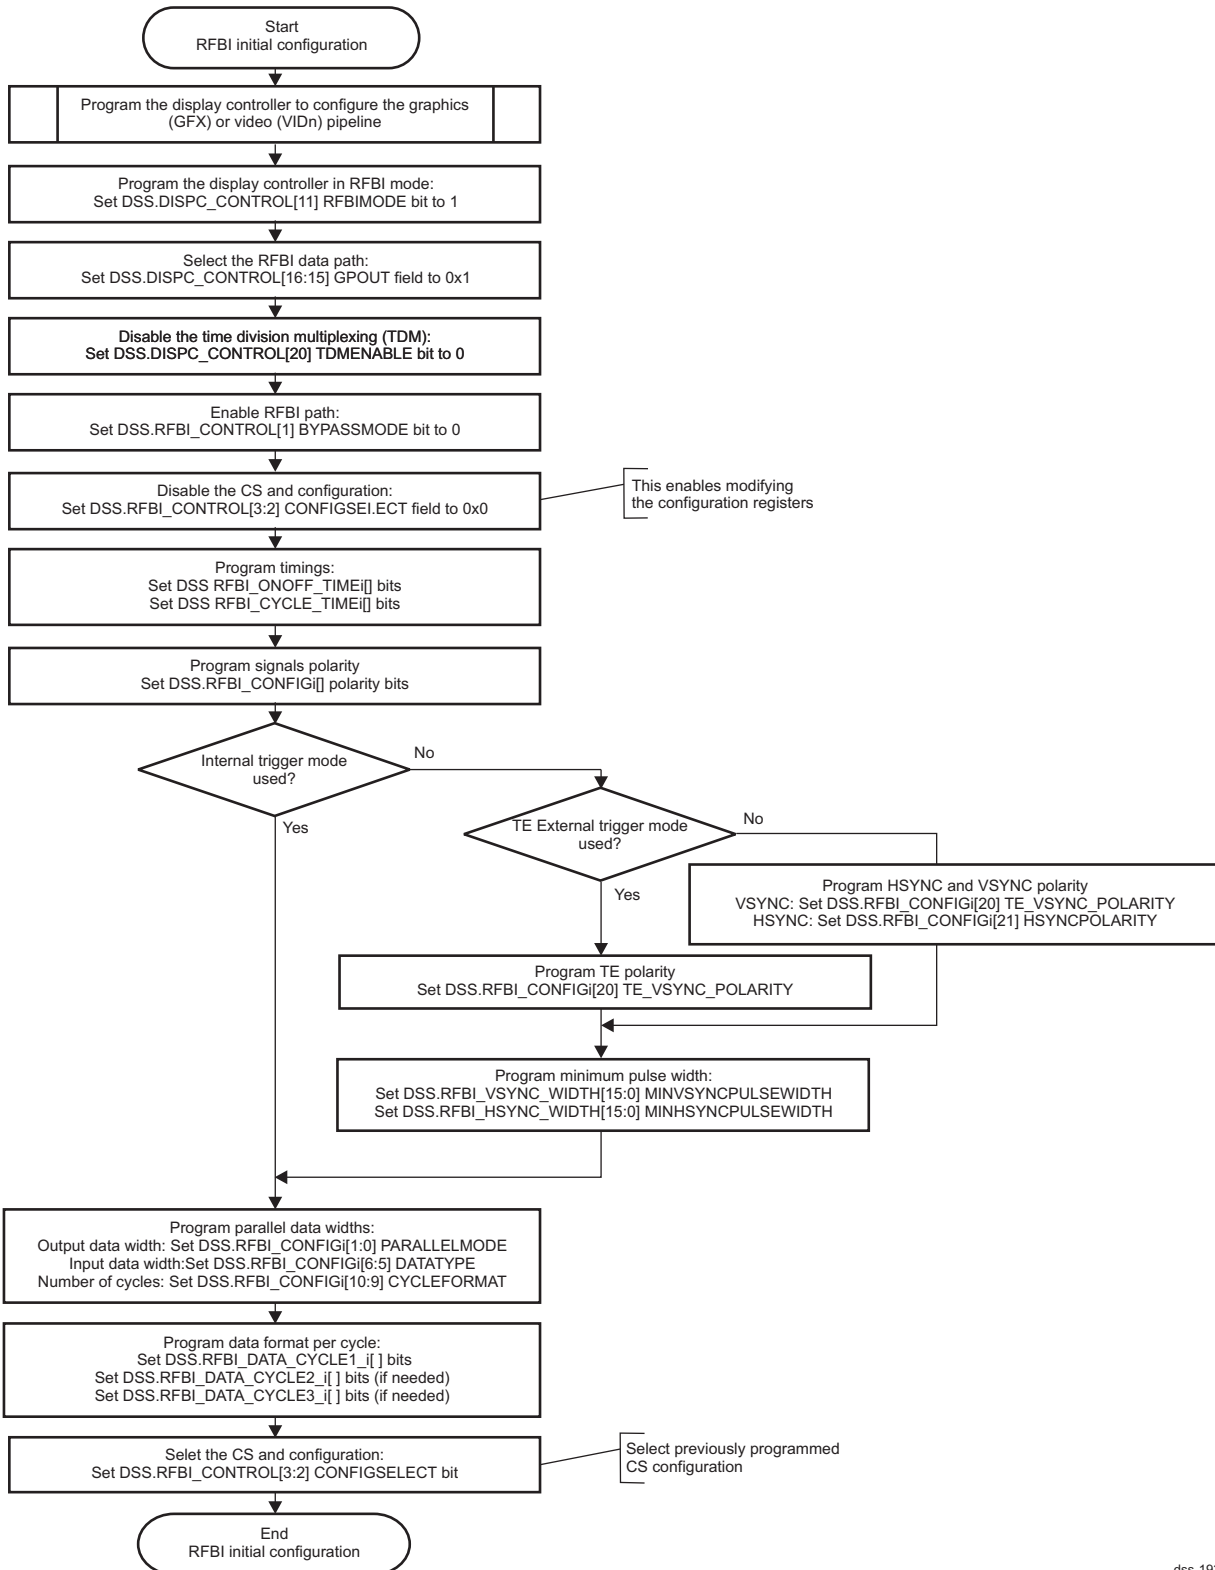 Start
RFBI initial configuration
Program the display controller to configure the graphics
(GFX) or video (VIDn) pipeline
Program the display controller in RFBI mode:
Set DSS.DISPC_CONTROL[11] RFBIMODE bit to 1
Select the RFBI data path:
Set DSS.DISPC_CONTROL[16:15] GPOUT field to 0x1
Disable the time division multiplexing (TDM):
Set DSS.DISPC_CONTROL[20] TDMENABLE bit to 0
Enable RFBI path:
Set DSS.RFBI_CONTROL[1] BYPASSMODE bit to 0
Disable the CS and configuration:
Set DSS.RFBI_CONTROL[3:2] CONFIGSEI.ECT field to 0x0
This enables modifying
the configuration registers
Program timings:
Set DSS RFBI_ONOFF_TIMEi[] bits
Set DSS RFBI_CYCLE_TIMEi[] bits
Program signals polarity
Set DSS.RFBI_CONFIGi[] polarity bits
Internal trigger mode
used?
No
Yes
TE External trigger mode
used?
No
Yes
Program HSYNC and VSYNC polarity
VSYNC: Set DSS.RFBI_CONFIGi[20] TE_VSYNC_POLARITY
HSYNC: Set DSS.RFBI_CONFIGi[21] HSYNCPOLARITY
Program TE polarity
Set DSS.RFBI_CONFIGi[20] TE_VSYNC_POLARITY
Program minimum pulse width:
Set DSS.RFBI_VSYNC_WIDTH[15:0] MINVSYNCPULSEWIDTH
Set DSS.RFBI_HSYNC_WIDTH[15:0] MINHSYNCPULSEWIDTH
Program parallel data widths:
Output data width: Set DSS.RFBI_CONFIGi[1:0] PARALLELMODE
Input data width:Set DSS.RFBI_CONFIGi[6:5] DATATYPE
Number of cycles: Set DSS.RFBI_CONFIGi[10:9] CYCLEFORMAT
Program data format per cycle:
Set DSS.RFBI_DATA_CYCLE1_i[ ] bits
Set DSS.RFBI_DATA_CYCLE2_i[ ] bits (if needed)
Set DSS.RFBI_DATA_CYCLE3_i[ ] bits (if needed)
Selet the CS and configuration:
Set DSS.RFBI_CONTROL[3:2] CONFIGSELECT bit
Select previously programmed
CS configuration
End
RFBI initial configuration